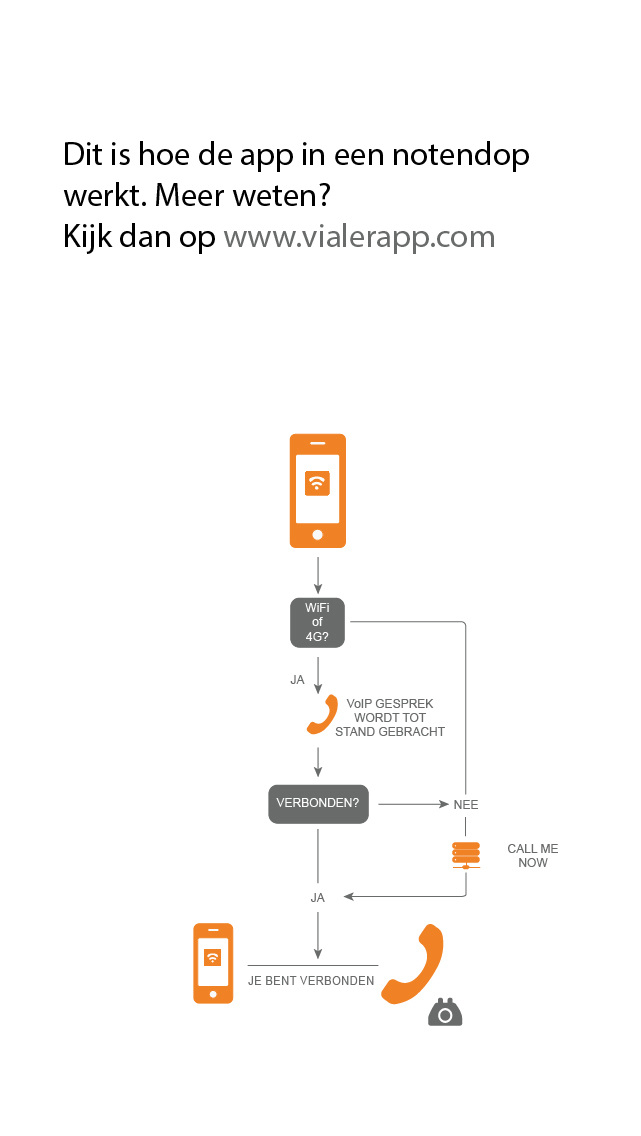 Dit is hoe de app in een notendop
werkt. Meer weten?
Kijk dan op www.vialerapp.com
WiFi
of
4G?
JA
VoIP GESPREK
WORDT TOT
STAND GEBRACHT
VERBONDEN?
NEE
CALL ME
NOW
JA
JE BENT VERBONDEN